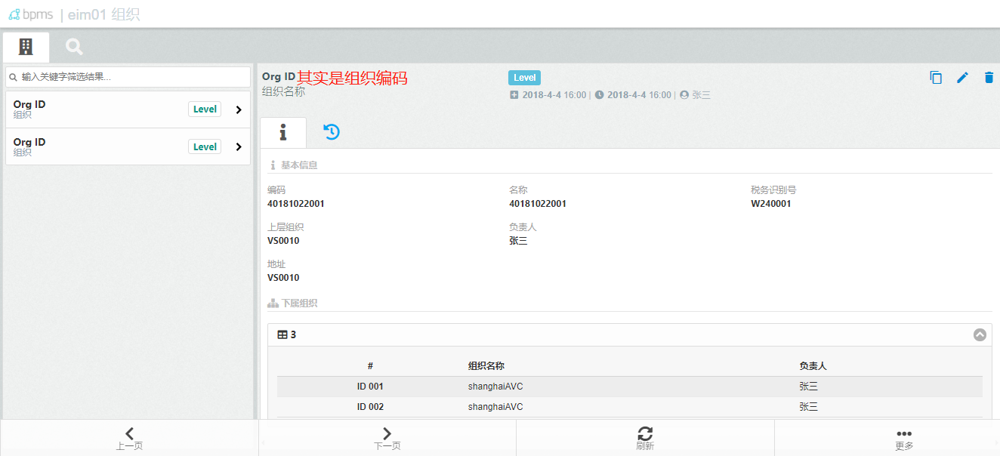 bpms | eim01 组织
输入关键字筛选结果...
Org ID
组织
Level
Org ID
组织
Level
Org ID其实是组织编码
组织名称
Level
2018-4-4 16:00 | 2018-4-4 16:00 | 张三
基本信息
编码 名称 税务识别号
40181022001 40181022001 W240001
上层组织 负责人
VS0010 张三
地址
VS0010
下属组织
3
# 组织名称 负责人
ID 001 shanghaiAVC 张三
ID 002 shanghaiAVC 张三
上一页 下一页 刷新 更多